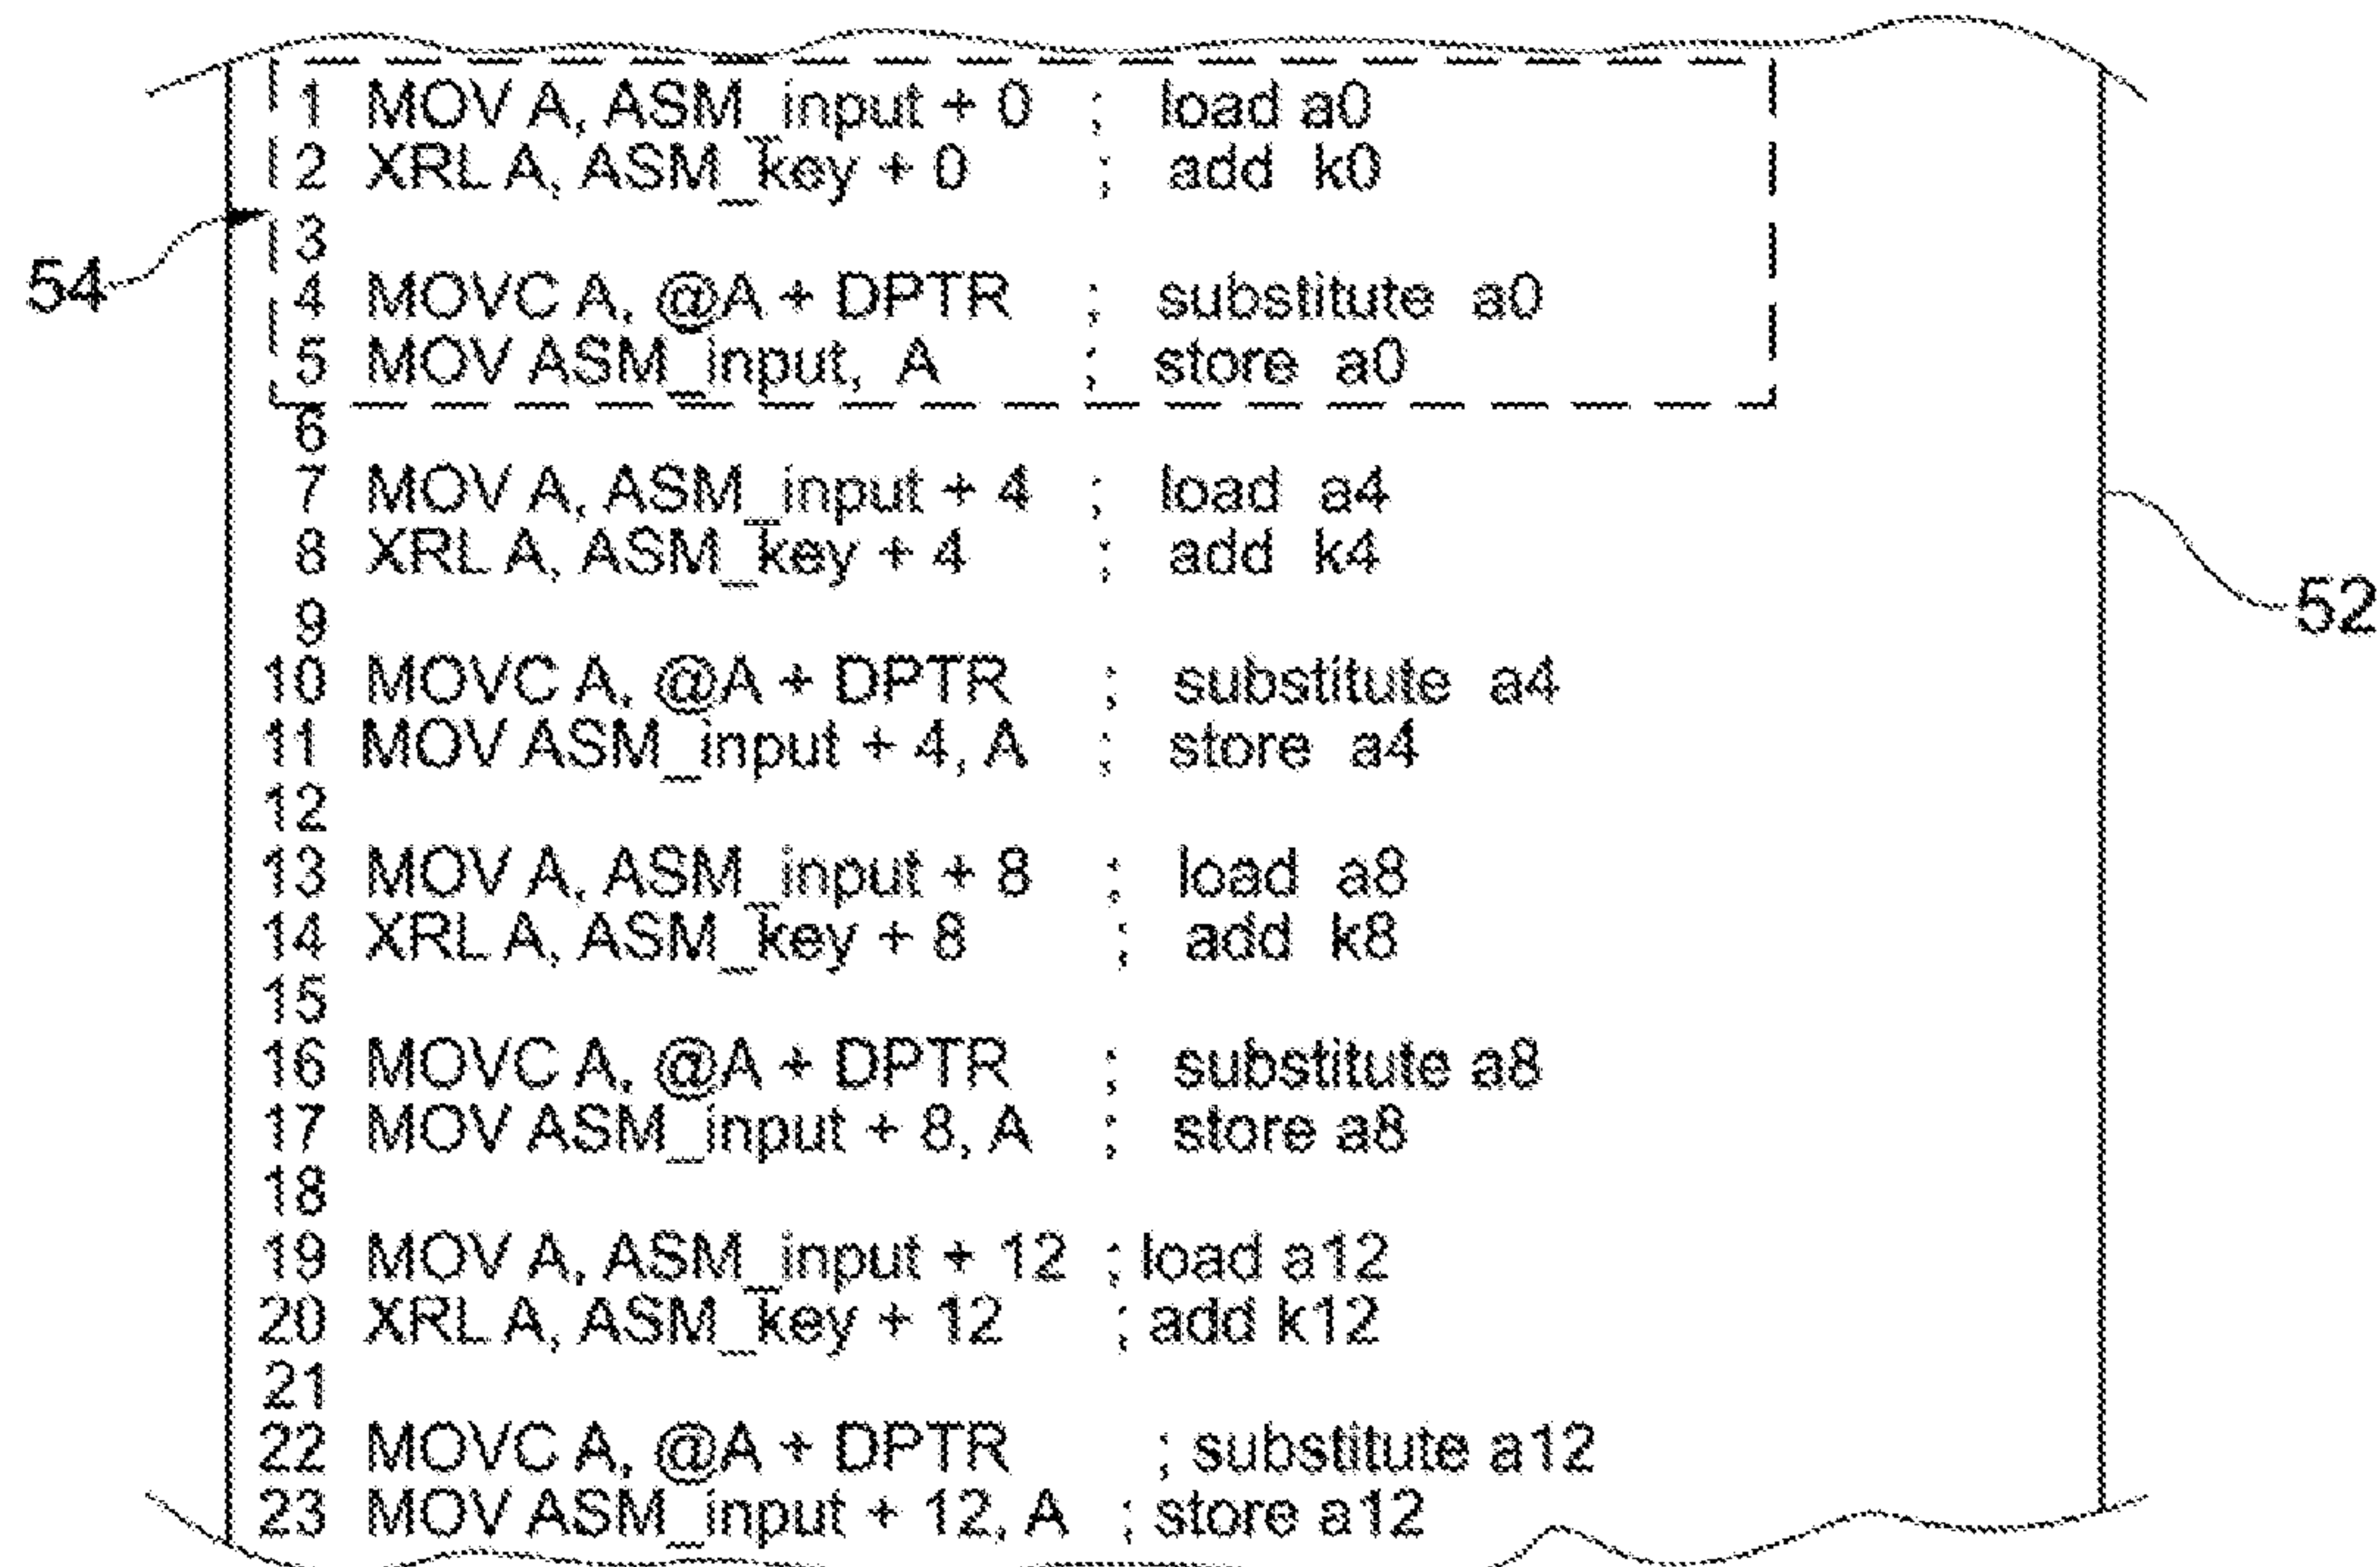 1 MOV A, ASM_input + 0 ; load a0
2 XRL A, ASM_key + 0 ; add k0
3
54
4 MOVC A, @A + DPTR ; substitute a0
5 MOV ASM_input, A ; store a0
6
7 MOV A, ASM_input + 4 ; load a4
8 XRL A, ASM_key + 4 ; add k4
52
9
10 MOVC A, @A + DPTR ; substitute a4
11 MOV ASM_input + 4, A ; store a4
12
13 MOV A, ASM_input + 8 ; load a8
14 XRL A, ASM_key + 8 ; add k8
15
16 MOVC A, @A + DPTR ; substitute a8
17 MOV ASM_input + 8, A ; store a8
18
19 MOV A, ASM_input + 12 ; load a12
20 XRL A, ASM_key + 12 ; add k12
21
22 MOVC A, @A + DPTR ; substitute a12
23 MOV ASM_input + 12, A ; store a12